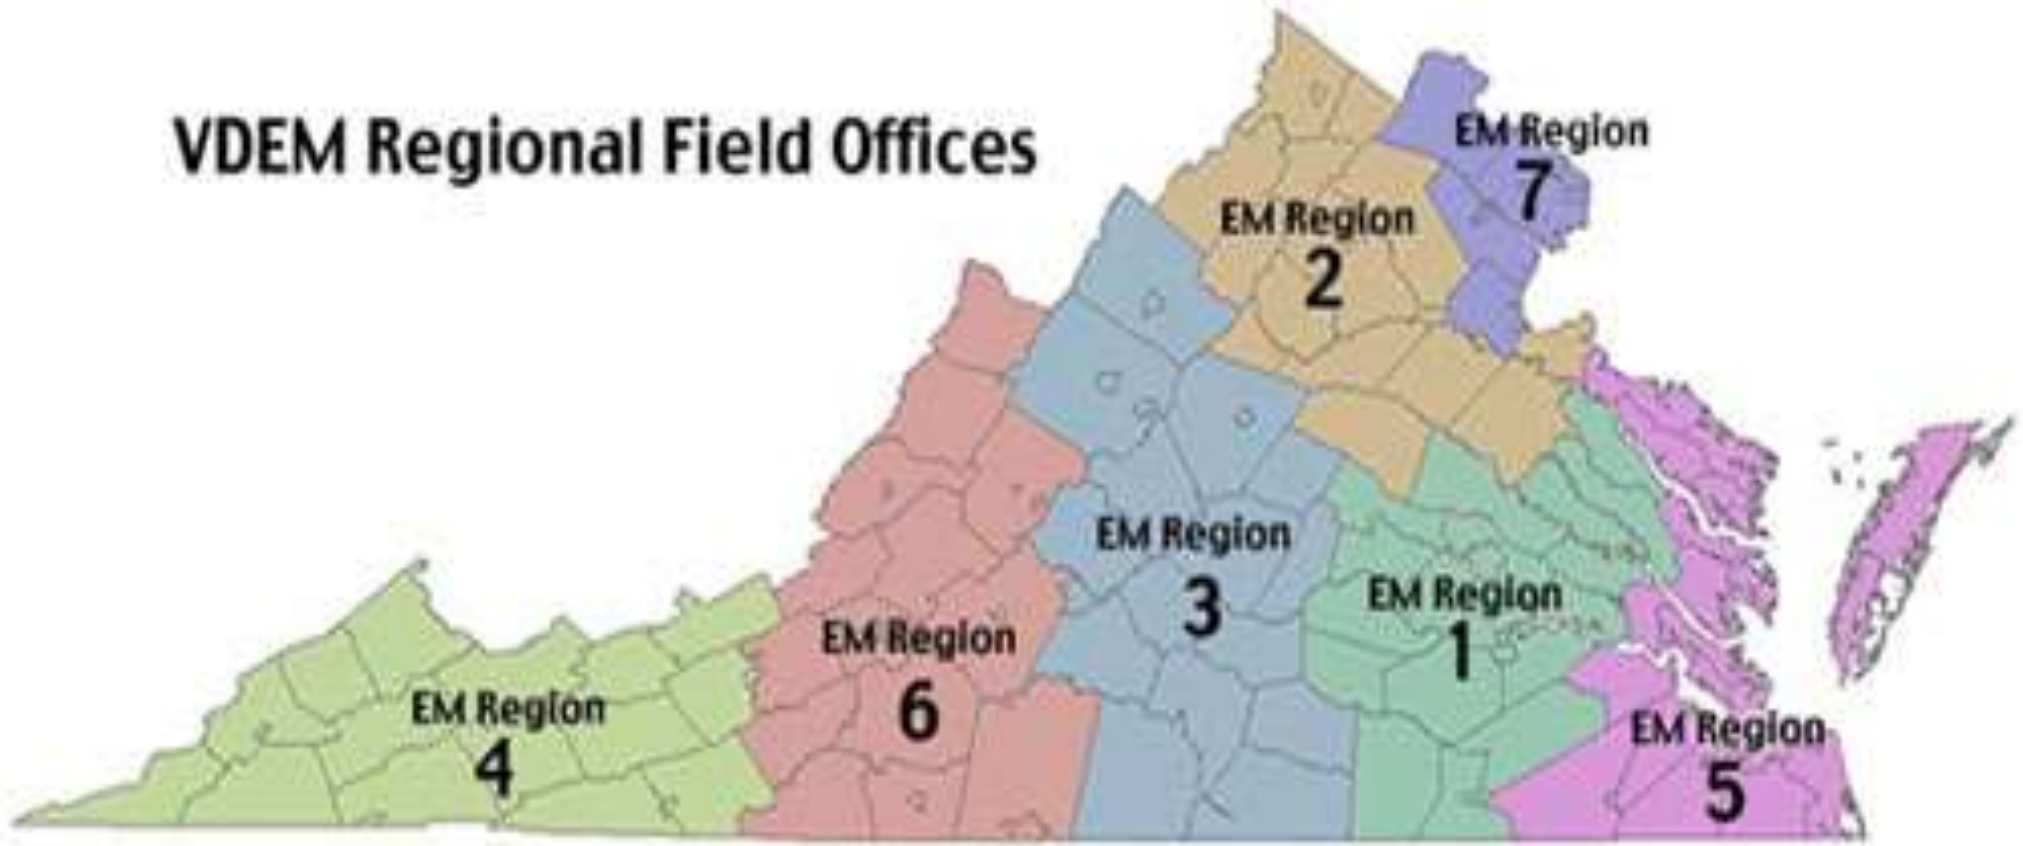 VDEM Regional Field Offices
EM Region
7
EM Region
2
EM Region
3
EM Region
1
EM Region
6
EM Region
4
EM Region
5